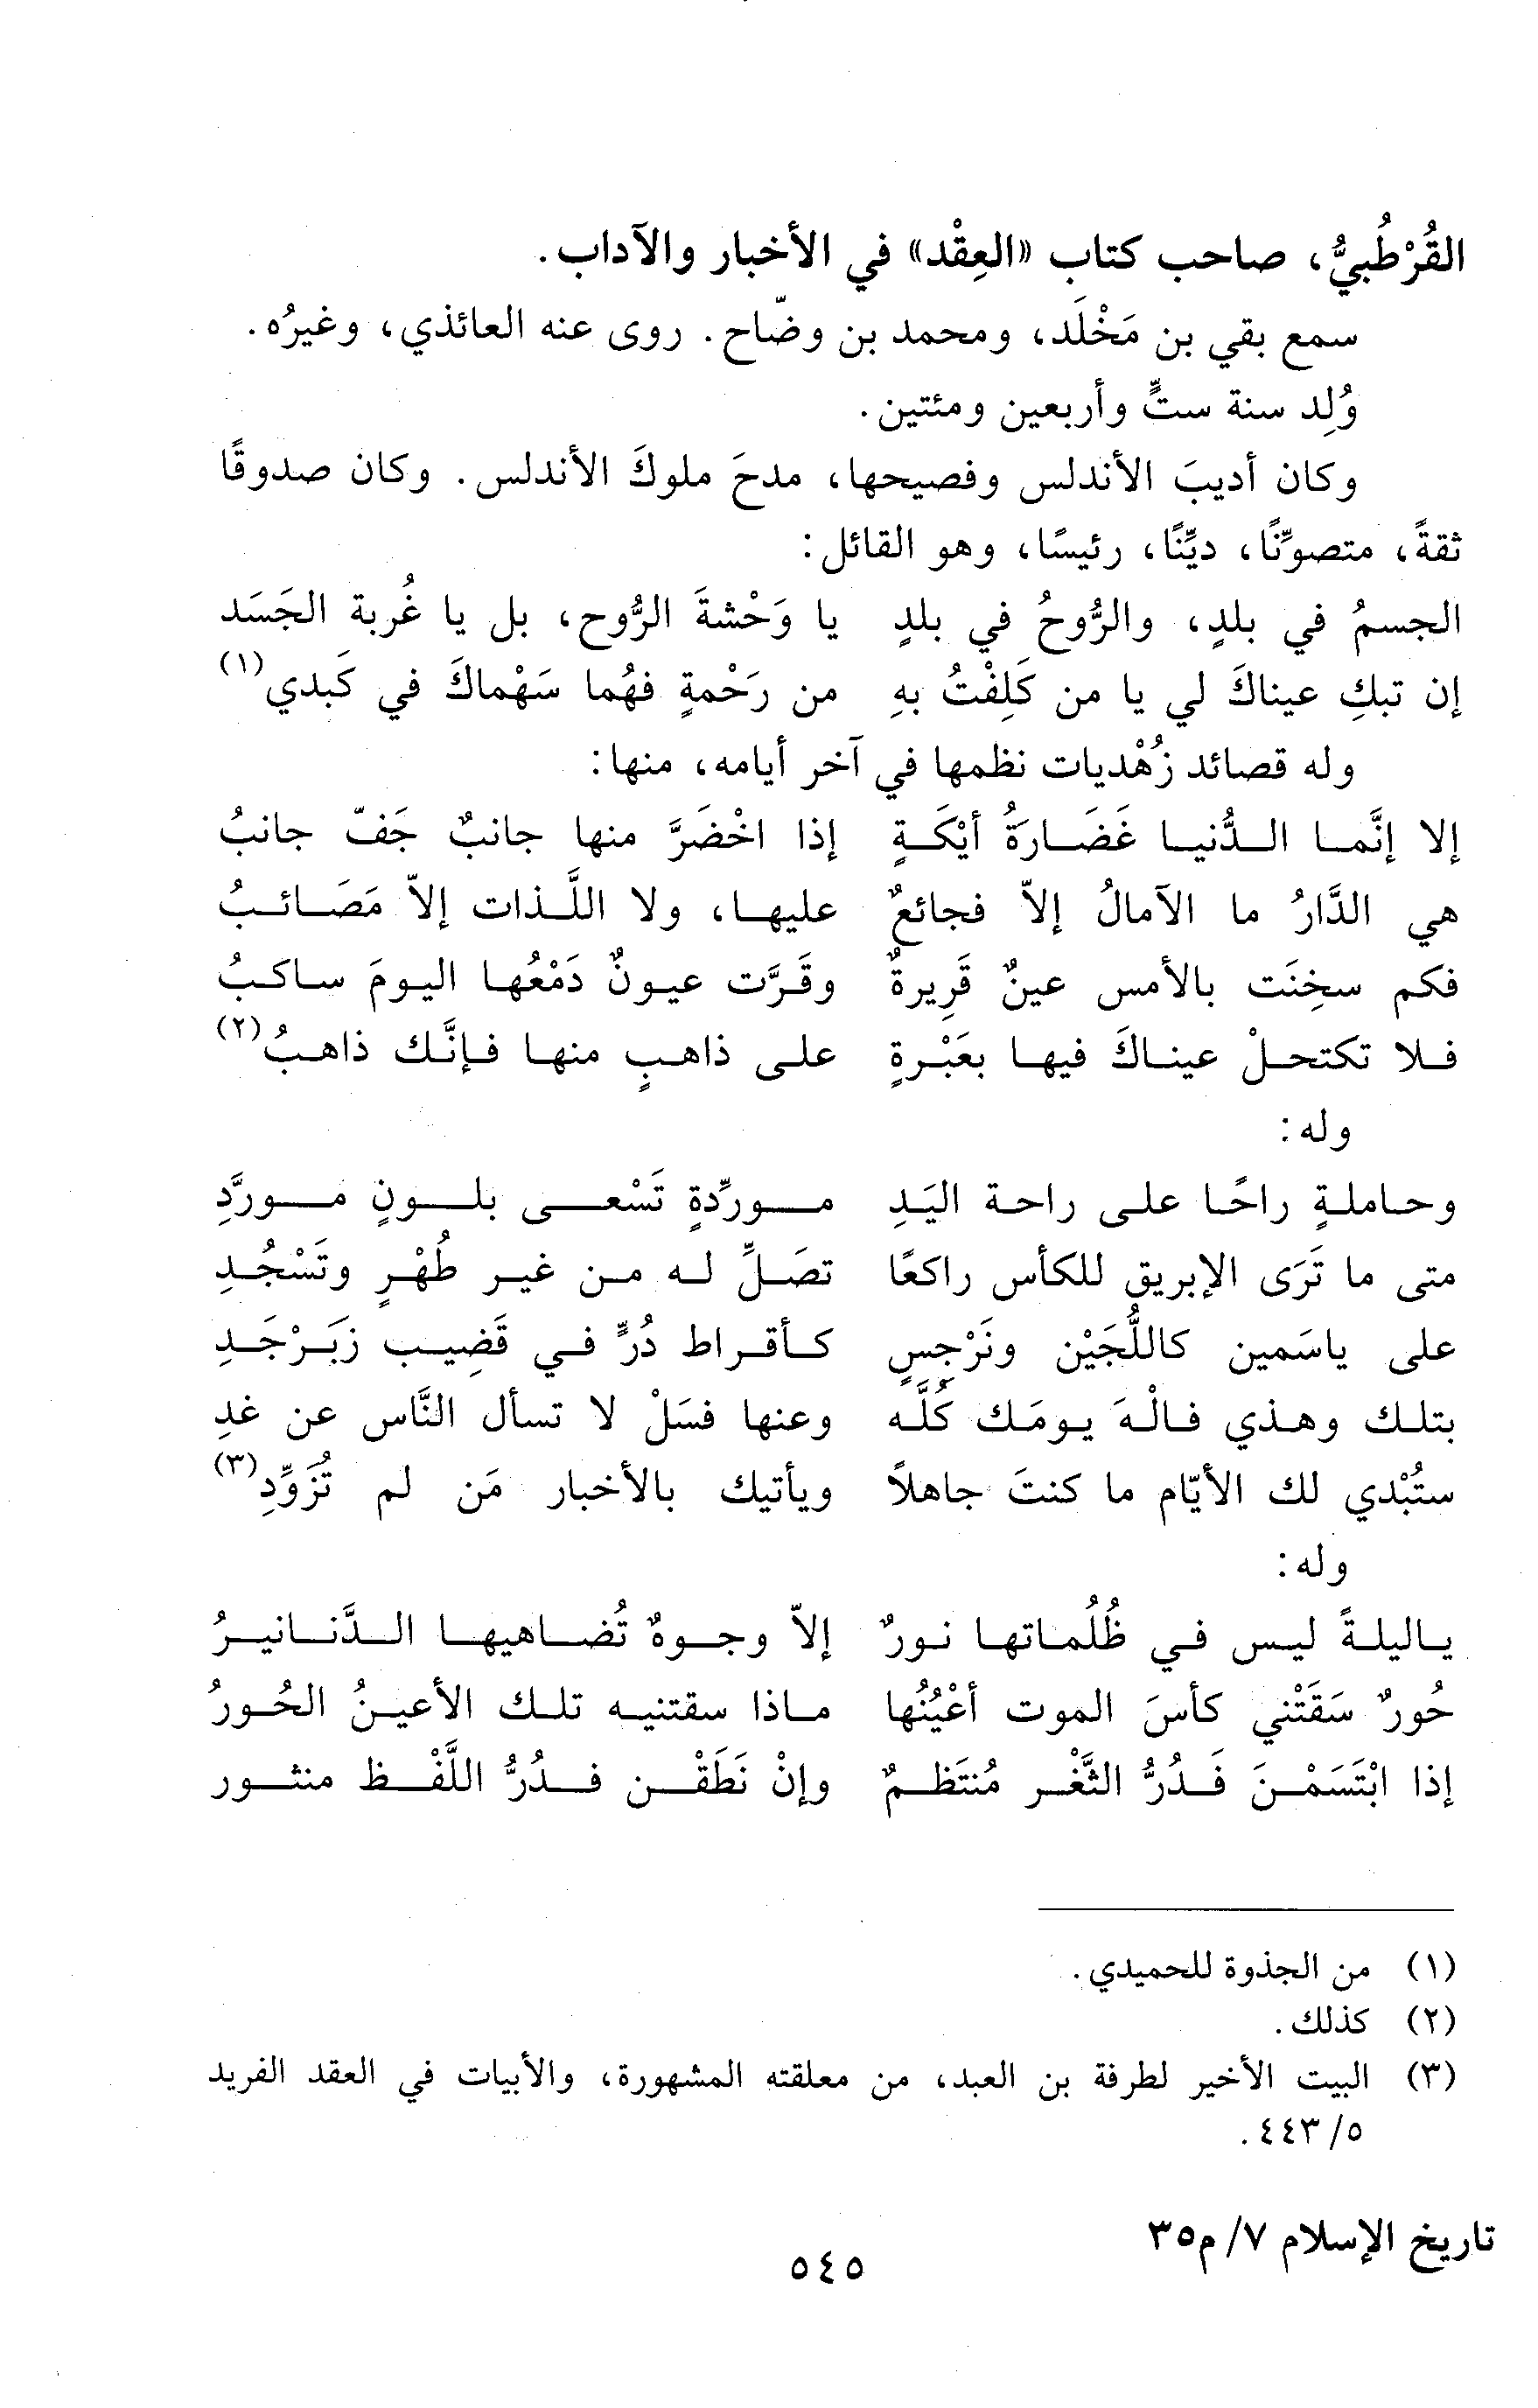 القُرْطُبيُّ، صاحب كتاب «العِقْد» في الأخبار والآداب.
سمع بقي بن مَخْلَد، ومحمد بن وضّاح. روى عنه العائذي، وغيرُه.
وُلِد سنة ستٍّ وأربعين ومئتين.
وكان أديبَ الأندلس وفصيحها، مدحَ ملوكَ الأندلس. وكان صدوقًا
ثقةً، متصوِّنًا، ديِّنًا، رئيسًا، وهو القائل:
الجسمُ في بلدٍ، والرُّوحُ في بلدٍ يا وَحْشةَ الرُّوح، بل يا غُربة الجَسَد
إن تبكِ عيناكَ لي يا من كَلِفْتُ بهِ من رَحْمةٍ فهُما سَهْماكَ في كَبدي(١)
وله قصائد زُهْديات نظمها في آخر أيامه، منها:
إلا إنَّما الدُّنيا غَضَارَةُ أيْكَةٍ إذا اخْضَرَّ منها جانبٌ جَفّ جانبُ
هي الدَّارُ ما الآمالُ إلاّ فجائعٌ عليها، ولا اللَّذات إلاّ مَصَائبُ
فكم سخِنَت بالأمس عينٌ قَرِيرةٌ وقَرَّت عيونٌ دَمْعُها اليومَ ساكبُ
فلا تكتحلْ عيناكَ فيها بعَبْرةٍ على ذاهبٍ منها فإنَّك ذاهبُ(٢)
وله:
وحاملةٍ راحًا على راحة اليَدِ مورِّدةٍ تَسْعى بلونٍ مورَّدِ
متى ما تَرَى الإبريق للكأس راكعًا تصَلِّ له من غير طُهْرٍ وتَسْجُدِ
على ياسَمين كاللُّجَيْن ونَرْجِسٍ كأقراط دُرٍّ في قَضِيب زبَرْجَدِ
بتلك وهذي فالْهَ يومَك كُلَّه وعنها فسَلْ لا تسأل النَّاس عن غدِ
ستُبْدي لك الأيّام ما كنتَ جاهلاً ويأتيك بالأخبار مَن لم تُزَوِّدِ(٣)
وله:
ياليلةً ليس في ظُلُماتها نورٌ إلاّ وجوهٌ تُضاهيها الدَّنانيرُ
حُورٌ سَقَتْني كأسَ الموت أعْيُنُها ماذا سقتنيه تلك الأعينُ الحُورُ
إذا ابْتَسَمْنَ فَدُرُّ الثَّغْر مُنتَظمٌ وإنْ نَطَقْن فدُرُّ اللَّفْظ منثور
(١) من الجذوة للحميدي.
(٢) كذلك.
(٣) البيت الأخير لطرفة بن العبد، من معلقته المشهورة، والأبيات في العقد الفريد
٥/ ٤٤٣.
تاريخ الإسلام ٧/ م٣٥
٥٤٥